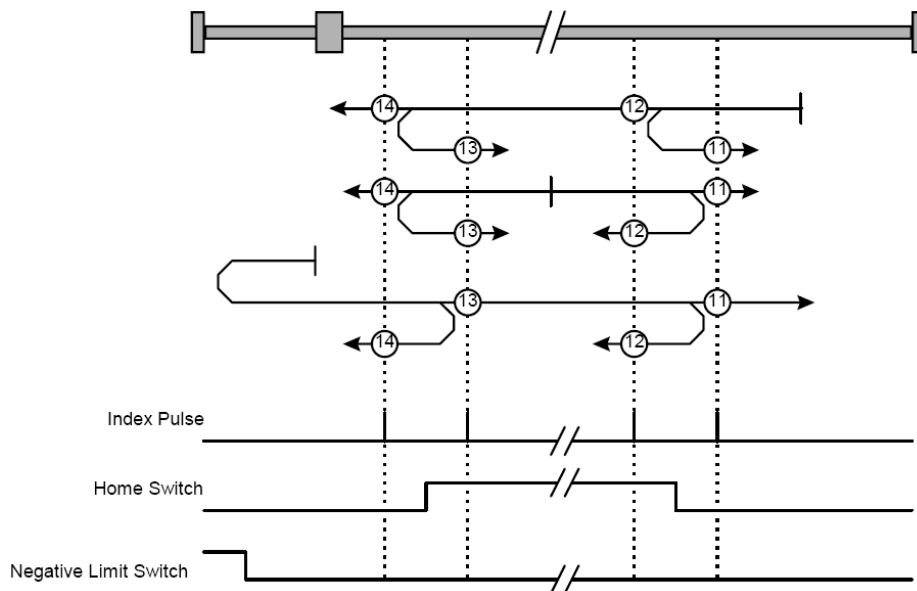 14 12
13 11
14 11
13 12
13 11
14 12
Index Pulse
Home Switch
Negative Limit Switch